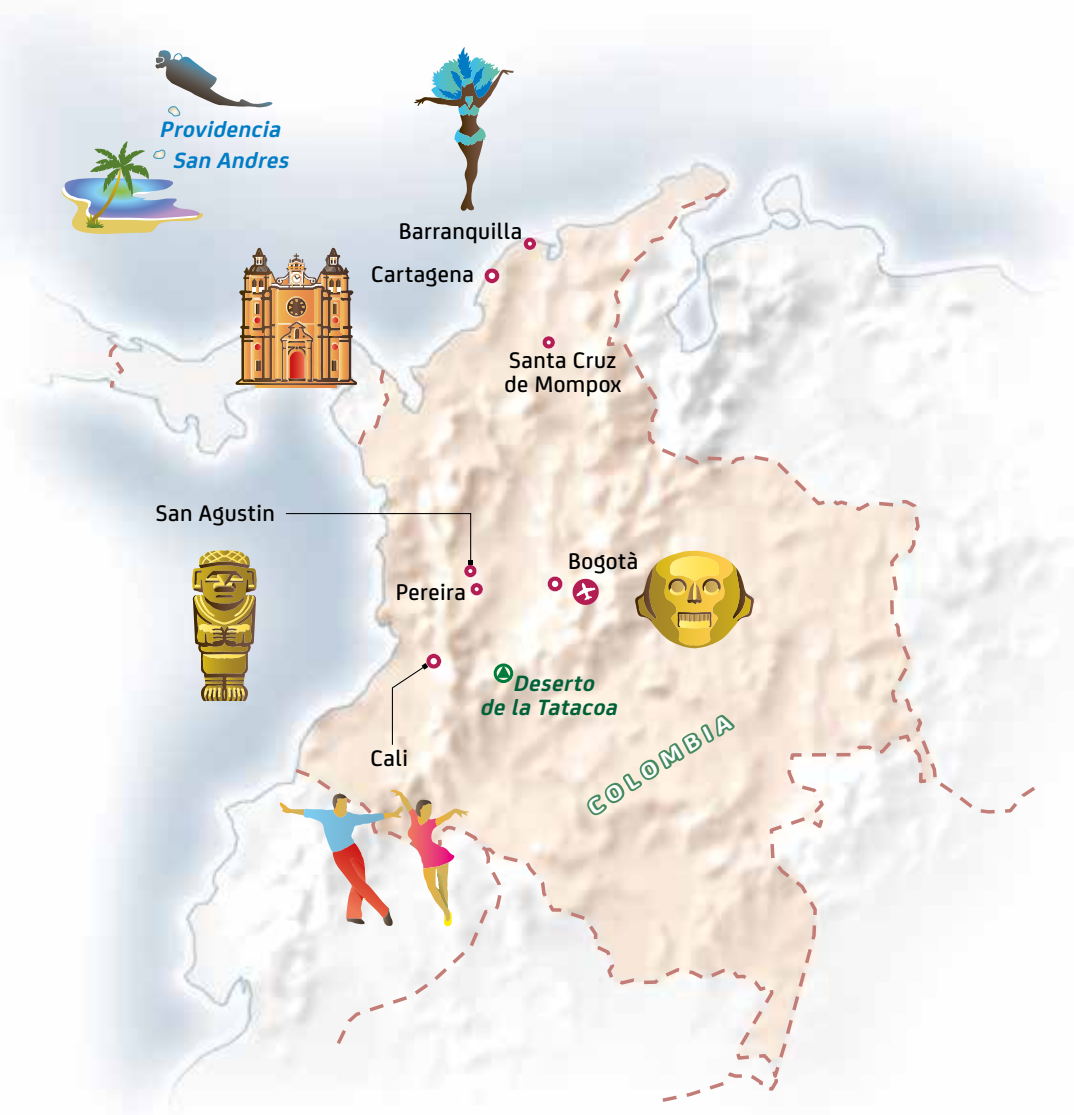 Providencia
San Andres
Barranquilla
Cartagena
Santa Cruz
de Mompox
San Agustin
Bogotà
Pereira
Deserto
de la Tatacoa
COLOMBIA
Cali